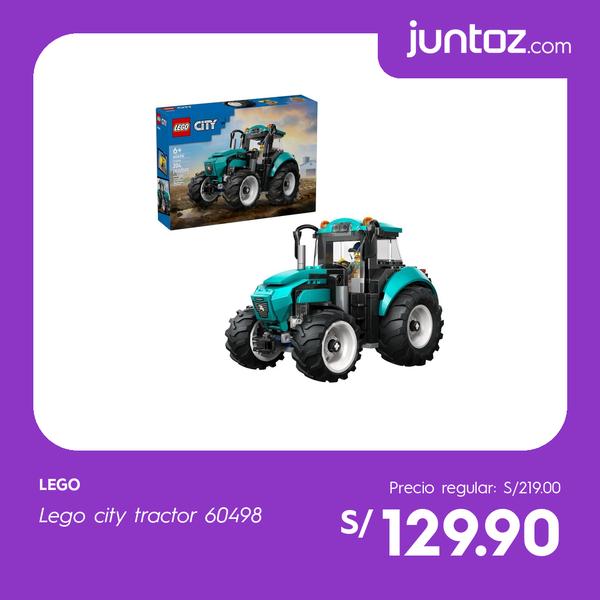 juntoz.com
LEGO CITY
6+
LEGO
Lego city tractor 60498
Precio regular: S/219.00
S/129.90